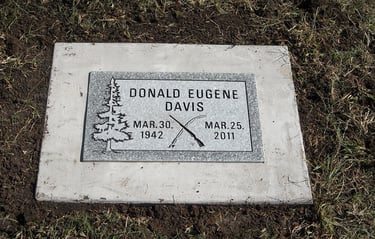 DONALD EUGENE
DAVIS
MAR. 30. MAR. 25.
1942 2011